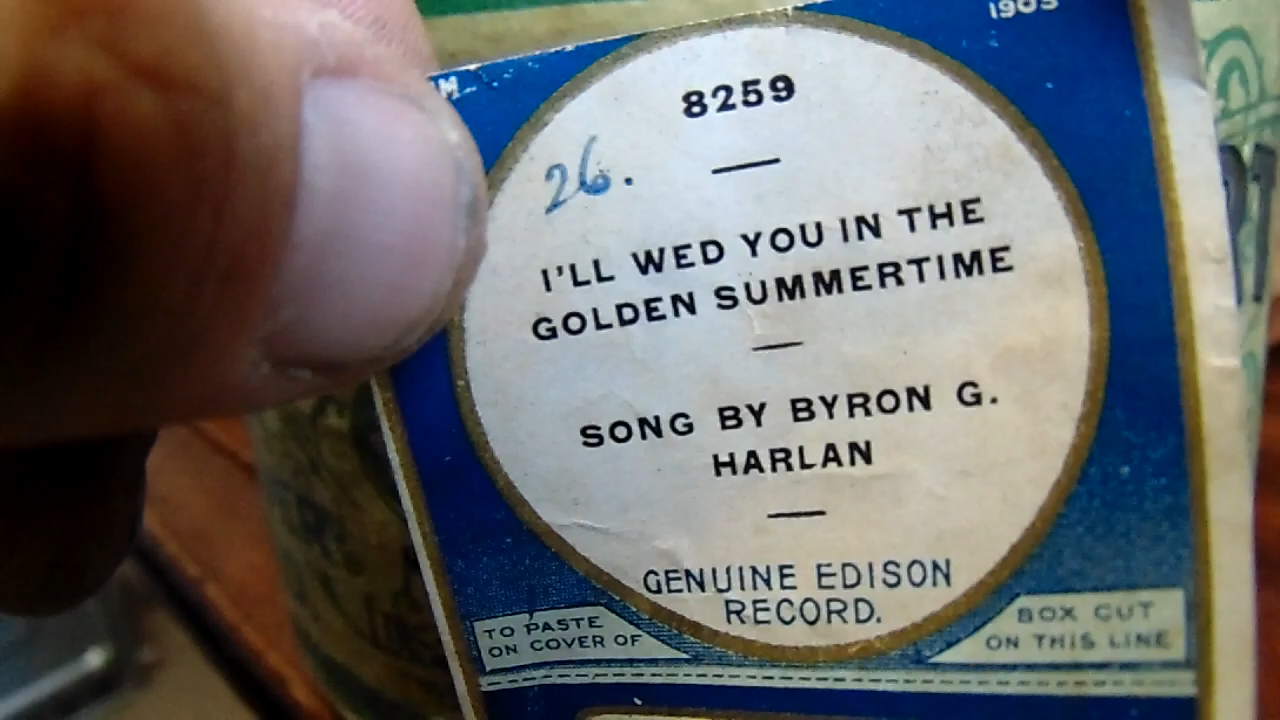 1903
8259
26.
I'LL WED YOU IN THE
GOLDEN SUMMERTIME
SONG BY BYRON G.
HARLAN
GENUINE EDISON
RECORD.
TO PASTE
ON COVER OF
BOX CUT
ON THIS LINE